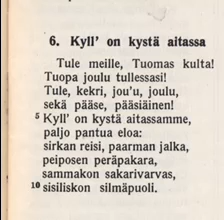 6. Kyll' on kystä aitassa
Tule meille, Tuomas kulta!
Tuopa joulu tullessasi!
Tule, kekri, jou'u, joulu,
sekä pääse, pääsiäinen!
5 Kyll' on kystä aitassamme,
paljo pantua eloa:
sirkan reisi, paarman jalka,
peiposen peräpakara,
sammakon sakarivarvas,
10 sisiliskon silmäpuoli.